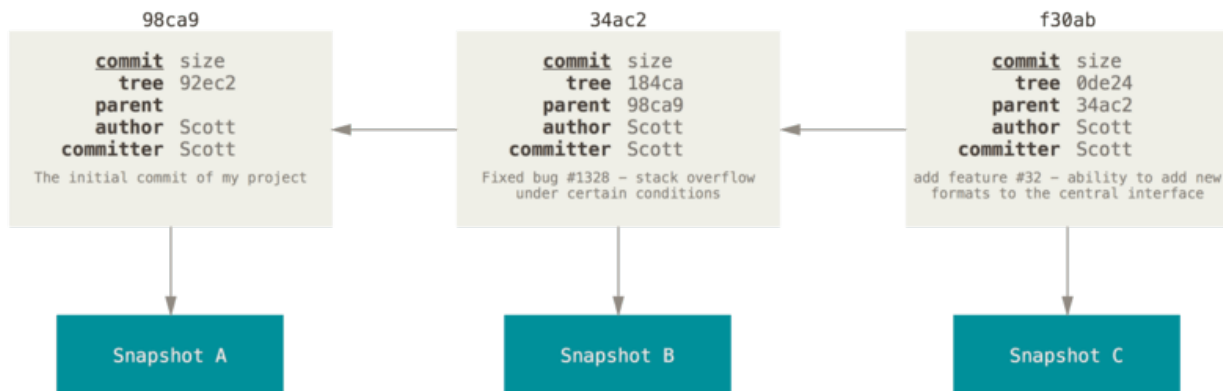 98ca9
commit size
tree 92ec2
parent
author Scott
committer Scott
The initial commit of my project
Snapshot A
34ac2
commit size
tree 184ca
parent 98ca9
author Scott
committer Scott
Fixed bug #1328 – stack overflow
under certain conditions
Snapshot B
f30ab
commit size
tree 0de24
parent 34ac2
author Scott
committer Scott
add feature #32 – ability to add new
formats to the central interface
Snapshot C